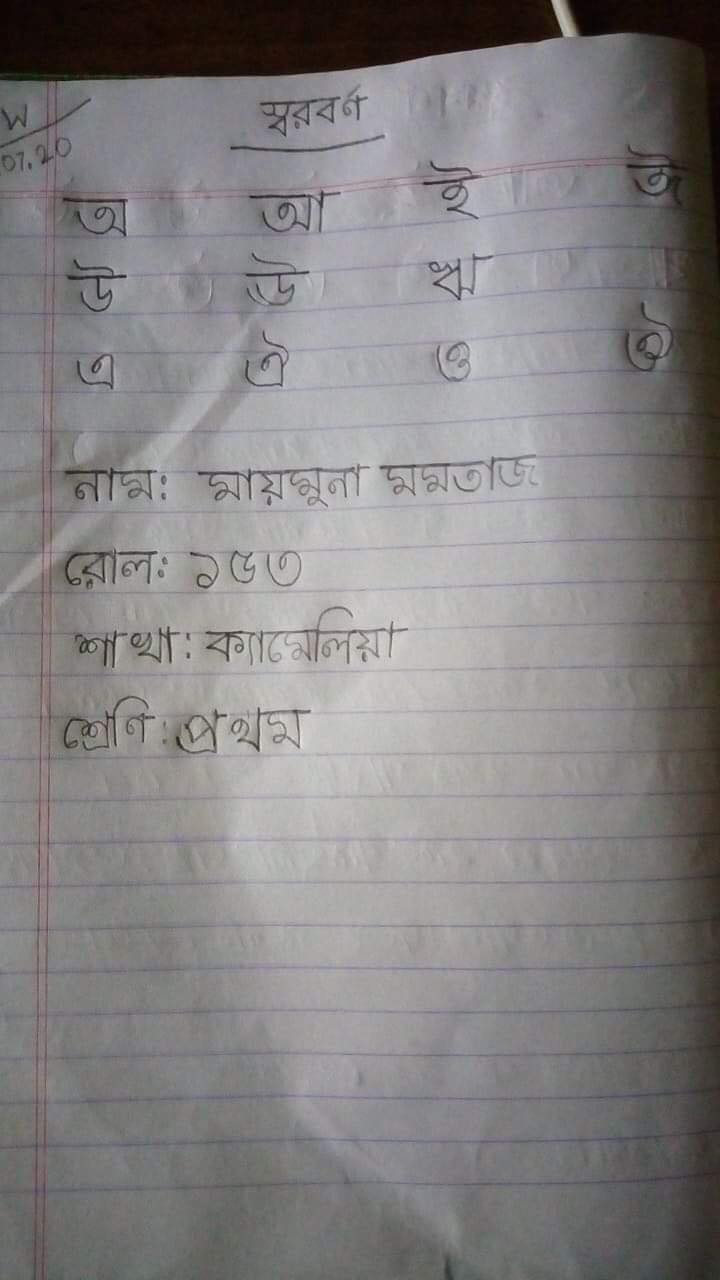 W
07.20
স্বরবর্ণ
অ আ ই ঈ
উ ঊ ঋ
এ ঐ ও ঔ
নামঃ মায়মুনা মমতাজ
রোলঃ ১৫৩
শাখা: ক্যামেলিয়া
শ্রেণি: প্রথম